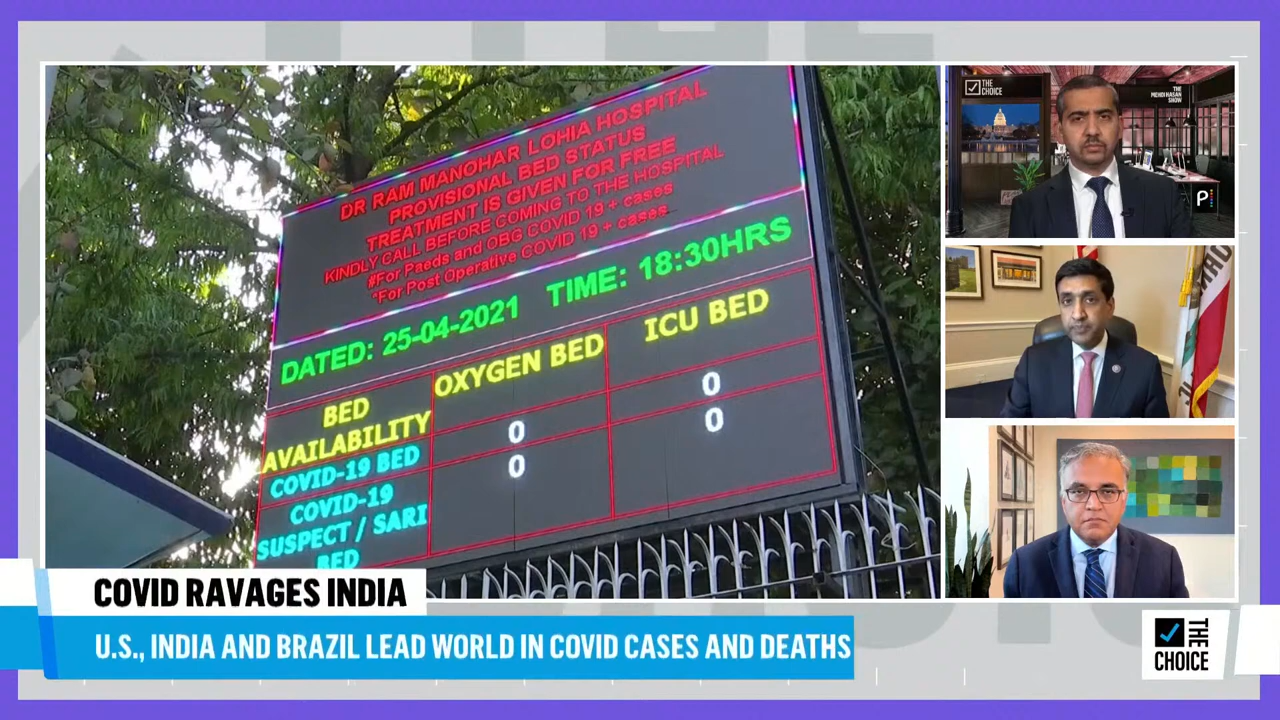 DR RAM MANOHAR LOHIA HOSPITAL
PROVISIONAL BED STATUS
TREATMENT IS GIVEN FOR FREE
KINDLY CALL BEFORE COMING TO THE HOSPITAL
#For Paeds and OBG COVID 19 + cases
*For Post Operative COVID 19 + cases
DATED: 25-04-2021 TIME: 18:30HRS
BED AVAILABILITY OXYGEN BED ICU BED
COVID-19 BED 0 0
COVID-19 SUSPECT / SARI BED 0 0
THE CHOICE
THE MEHDI HASAN SHOW
P
COVID RAVAGES INDIA
U.S., INDIA AND BRAZIL LEAD WORLD IN COVID CASES AND DEATHS
THE CHOICE